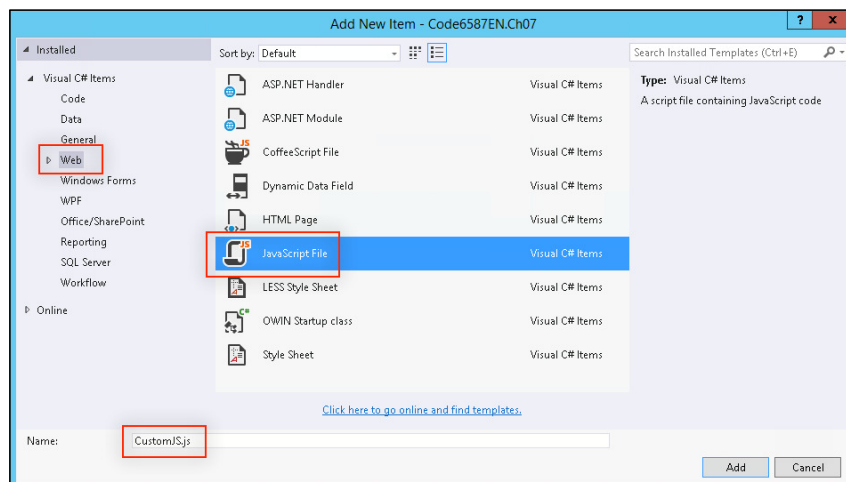 Add New Item - Code6587EN.Ch07
? x
Installed
Sort by: Default
Search Installed Templates (Ctrl+E)
Visual C# Items
Code
Data
General
Web
Windows Forms
WPF
Office/SharePoint
Reporting
SQL Server
Workflow
Online
ASP.NET Handler Visual C# Items
ASP.NET Module Visual C# Items
CoffeeScript File Visual C# Items
Dynamic Data Field Visual C# Items
HTML Page Visual C# Items
JavaScript File Visual C# Items
LESS Style Sheet Visual C# Items
OWIN Startup class Visual C# Items
Style Sheet Visual C# Items
Type: Visual C# Items
A script file containing JavaScript code
Click here to go online and find templates.
Name: CustomJS.js
Add Cancel